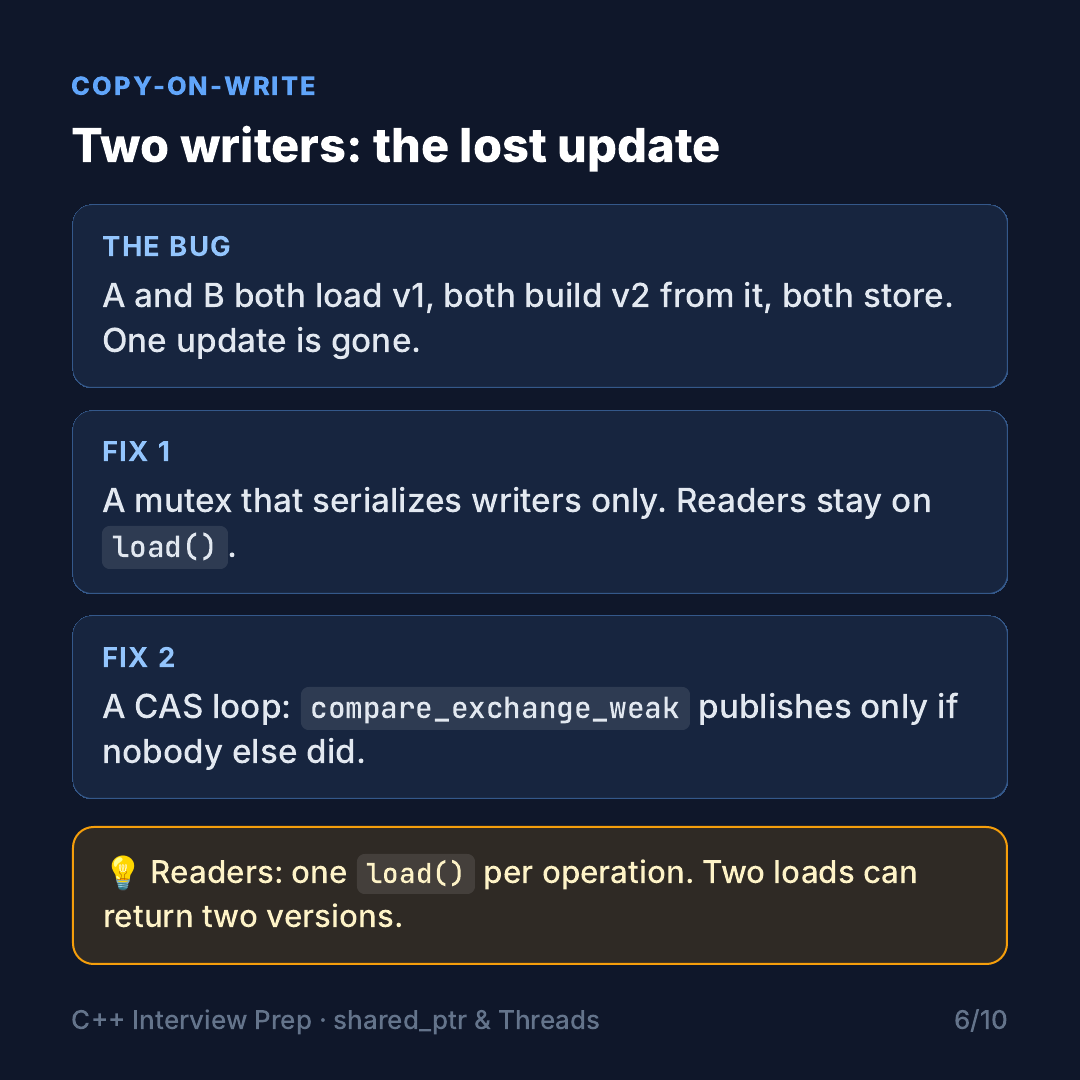 COPY-ON-WRITE
Two writers: the lost update
THE BUG
A and B both load v1, both build v2 from it, both store.
One update is gone.
FIX 1
A mutex that serializes writers only. Readers stay on
load().
FIX 2
A CAS loop: compare_exchange_weak publishes only if
nobody else did.
💡 Readers: one load() per operation. Two loads can
return two versions.
C++ Interview Prep · shared_ptr & Threads
6/10